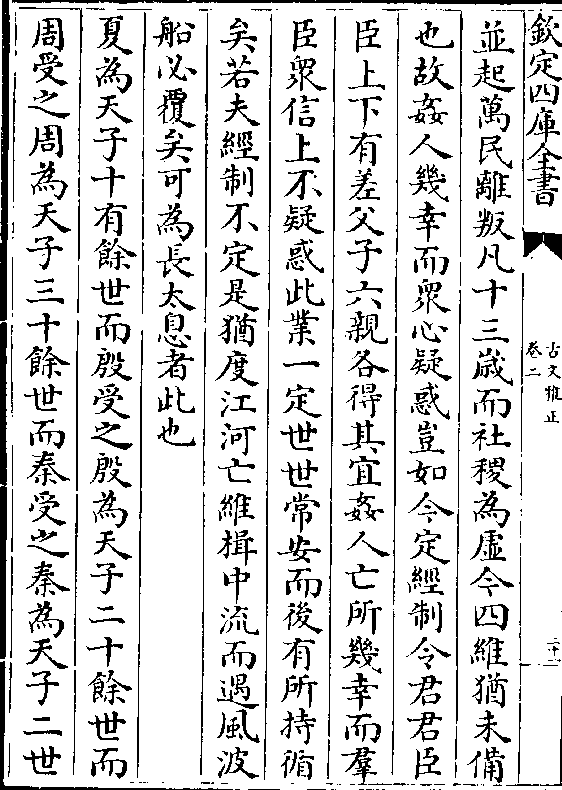 欽定四庫全書
古文雅正
卷二
二十一
並起萬民離叛凡十三歲而社稷為虛今四維猶未備
也故姦人幾幸而眾心疑惑豈如今定經制令君君臣
臣上下有差父子六親各得其宜姦人亡所幾幸而羣
臣眾信上不疑惑此業一定世世常安而後有所持循
矣若夫經制不定是猶度江河亡維楫中流而遇風波
船必覆矣可為長太息者此也
夏為天子十有餘世而殷受之殷為天子二十餘世而
周受之周為天子三十餘世而秦受之秦為天子二世